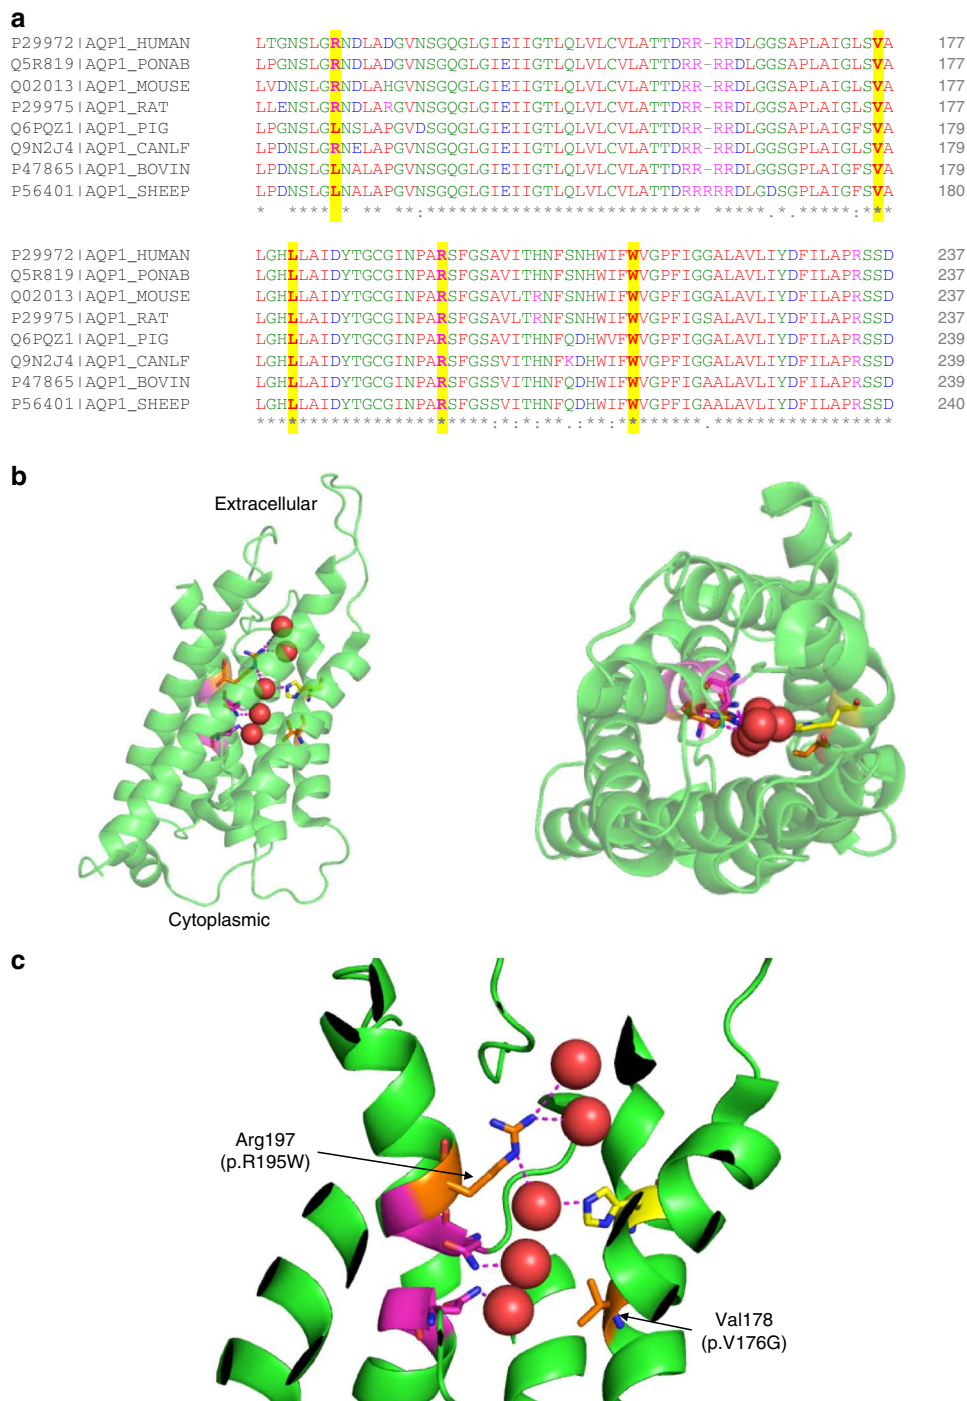 a
P29972|AQP1_HUMAN LTGNSLGRNDLADGVNSGQGLGIEIIGTLQLVLCVLATTDRR-RRDLGGSAPLAIGLSVA 177
Q5R819|AQP1_PONAB LPGNSLGRNDLADGVNSGQGLGIEIIGTLQLVLCVLATTDRR-RRDLGGSAPLAIGLSVA 177
Q02013|AQP1_MOUSE LVDNSLGRNDLAHGVNSGQGLGIEIIGTLQLVLCVLATTDRR-RRDLGGSAPLAIGLSVA 177
P29975|AQP1_RAT LLENSLGRNDLARGVNSGQGLGIEIIGTLQLVLCVLATTDRR-RRDLGGSAPLAIGLSVA 177
Q6PQZ1|AQP1_PIG LPGNSLGLNSLAPGVDSGQGLGIEIIGTLQLVLCVLATTDRR-RRDLGGSAPLAIGFSVA 179
Q9N2J4|AQP1_CANLF LPDNSLGRNELAPGVNSGQGLGIEIIGTLQLVLCVLATTDRR-RRDLGGSAPLAIGLSVA 179
P47865|AQP1_BOVIN LPDNSLGLNALAPGVNSGQGLGIEIIGTLQLVLCVLATTDRR-RRDLGGSGPLAIGFSVA 179
P56401|AQP1_SHEEP LPDNSLGLNALAPGVNSGQGLGIEIIGTLQLVLCVLATTDRRRRRDLGDSGPLAIGFSVA 180
* **** * ** **:************************** *****.*.*****:***
P29972|AQP1_HUMAN LGHLLAIDYTGCGINPARSFGSAVITHNFSNHWIFWVGPFIGGALAVLIYDFILAPRSSD 237
Q5R819|AQP1_PONAB LGHLLAIDYTGCGINPARSFGSAVITHNFSNHWIFWVGPFIGGALAVLIYDFILAPRSSD 237
Q02013|AQP1_MOUSE LGHLLAIDYTGCGINPARSFGSAVLTRNFSNHWIFWVGPFIGGALAVLIYDFILAPRSSD 237
P29975|AQP1_RAT LGHLLAIDYTGCGINPARSFGSAVLTRNFSNHWIFWVGPFIGGALAVLIYDFILAPRSSD 237
Q6PQZ1|AQP1_PIG LGHLLAIDYTGCGINPARSFGSAVITHNFQDHWVFWVGPFIGGALAVLIYDFILAPRSSD 239
Q9N2J4|AQP1_CANLF LGHLLAIDYTGCGINPARSFGSSVITHNFKDHWIFWVGPFIGGALAVLIYDFILAPRSSD 239
P47865|AQP1_BOVIN LGHLLAIDYTGCGINPARSFGSSVITHNFQDHWIFWVGPFIGAALAVLIYDFILAPRSSD 239
P56401|AQP1_SHEEP LGHLLAIDYTGCGINPARSFGSSVITHNFQDHWIFWVGPFIGAALAVLIYDFILAPRSSD 240
**********************:*:*:**.:**:********.*****************
b
Extracellular
Cytoplasmic
c
Arg197
(p.R195W)
Val178
(p.V176G)